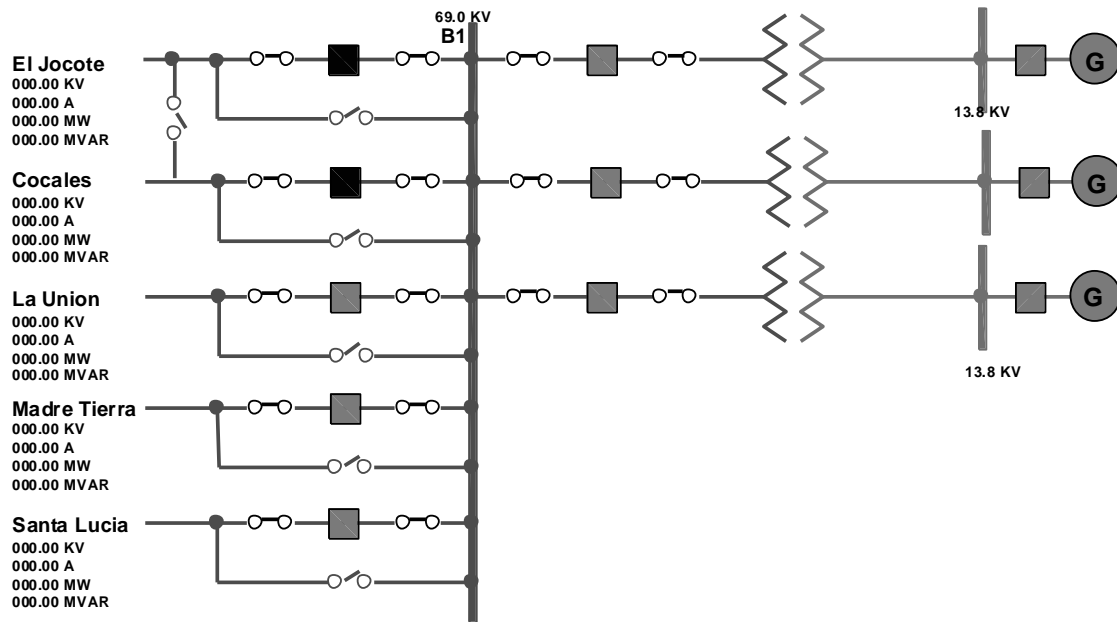 69.0 KV
B1
El Jocote
000.00 KV
000.00 A
000.00 MW
000.00 MVAR
G
13.8 KV
Cocales
000.00 KV
000.00 A
000.00 MW
000.00 MVAR
G
La Union
000.00 KV
000.00 A
000.00 MW
000.00 MVAR
G
13.8 KV
Madre Tierra
000.00 KV
000.00 A
000.00 MW
000.00 MVAR
Santa Lucia
000.00 KV
000.00 A
000.00 MW
000.00 MVAR